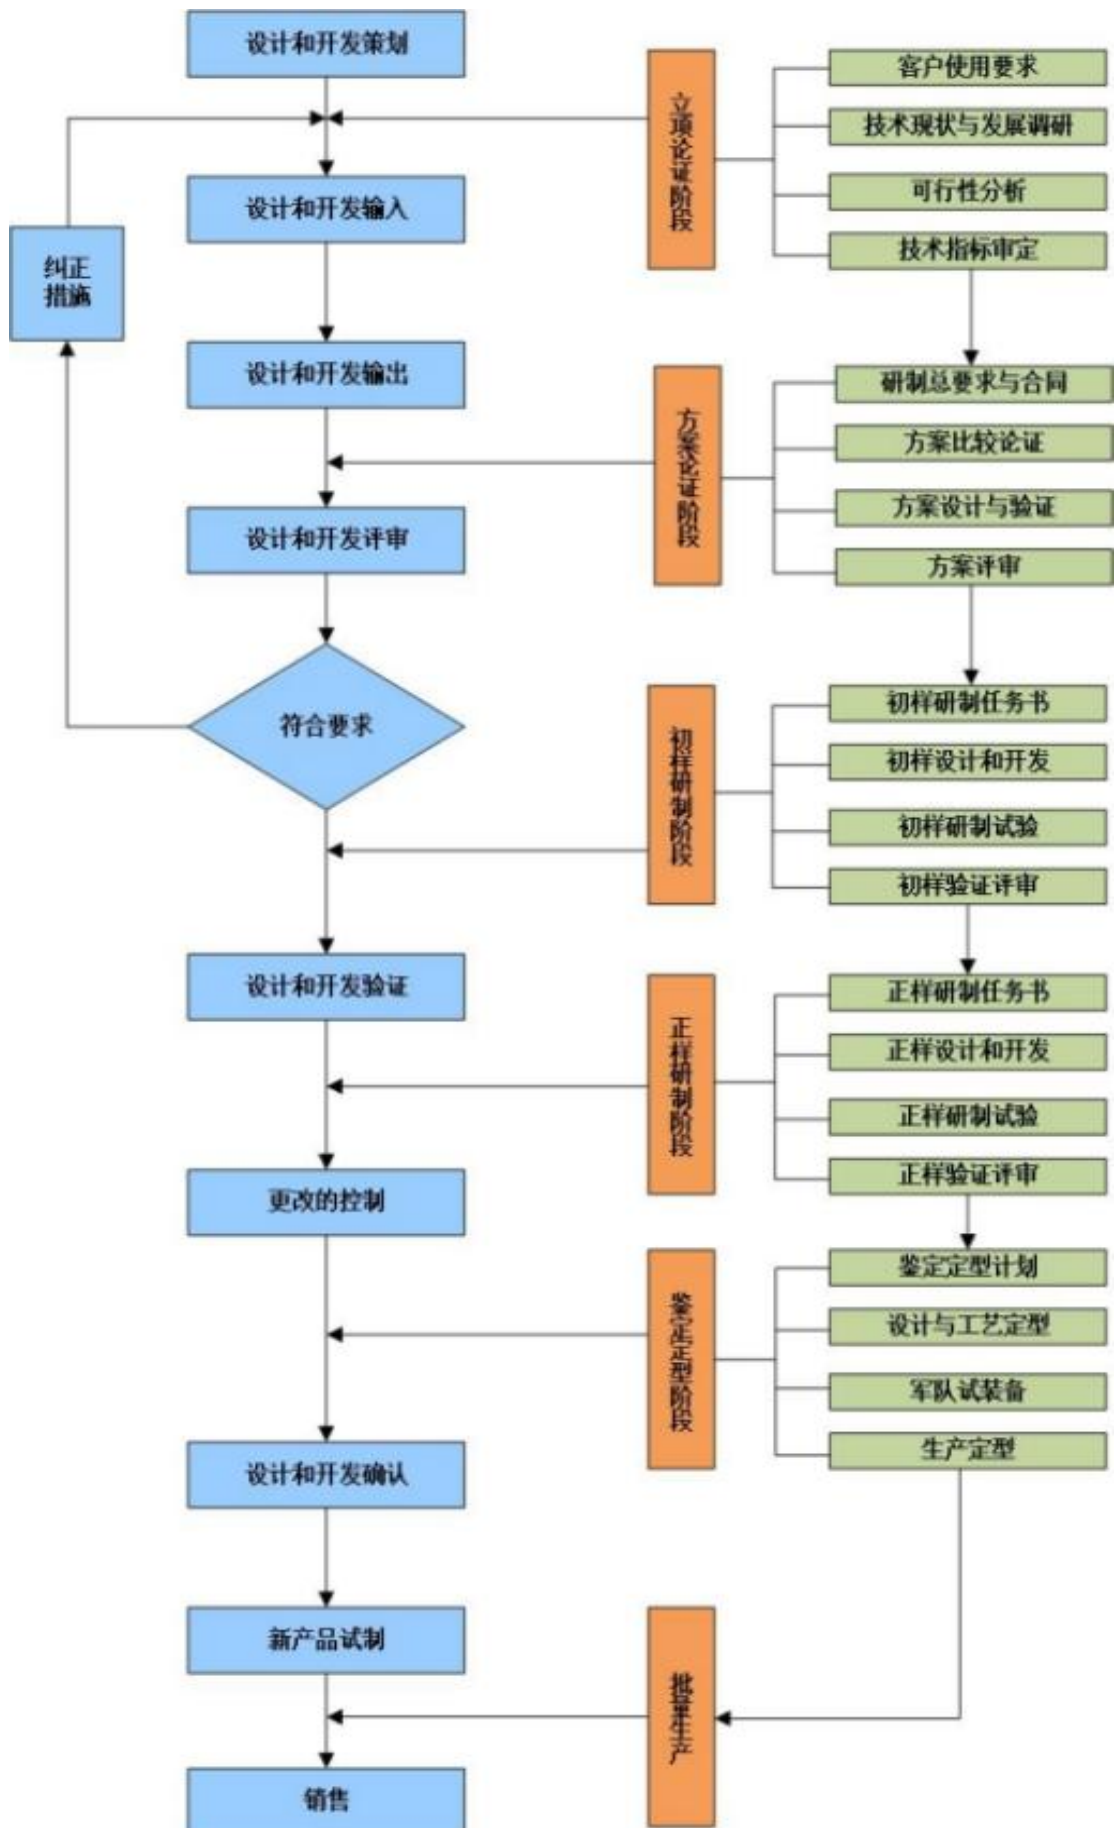 设计和开发策划
设计和开发输入
纠正
措施
设计和开发输出
设计和开发评审
符合要求
设计和开发验证
更改的控制
设计和开发确认
新产品试制
销售
立项论证阶段
客户使用要求
技术现状与发展调研
可行性分析
技术指标审定
方案论证阶段
研制总要求与合同
方案比较论证
方案设计与验证
方案评审
初样研制阶段
初样研制任务书
初样设计和开发
初样研制试验
初样验证评审
正样研制阶段
正样研制任务书
正样设计和开发
正样研制试验
正样验证评审
鉴定定型阶段
鉴定定型计划
设计与工艺定型
军队试装备
生产定型
批量生产